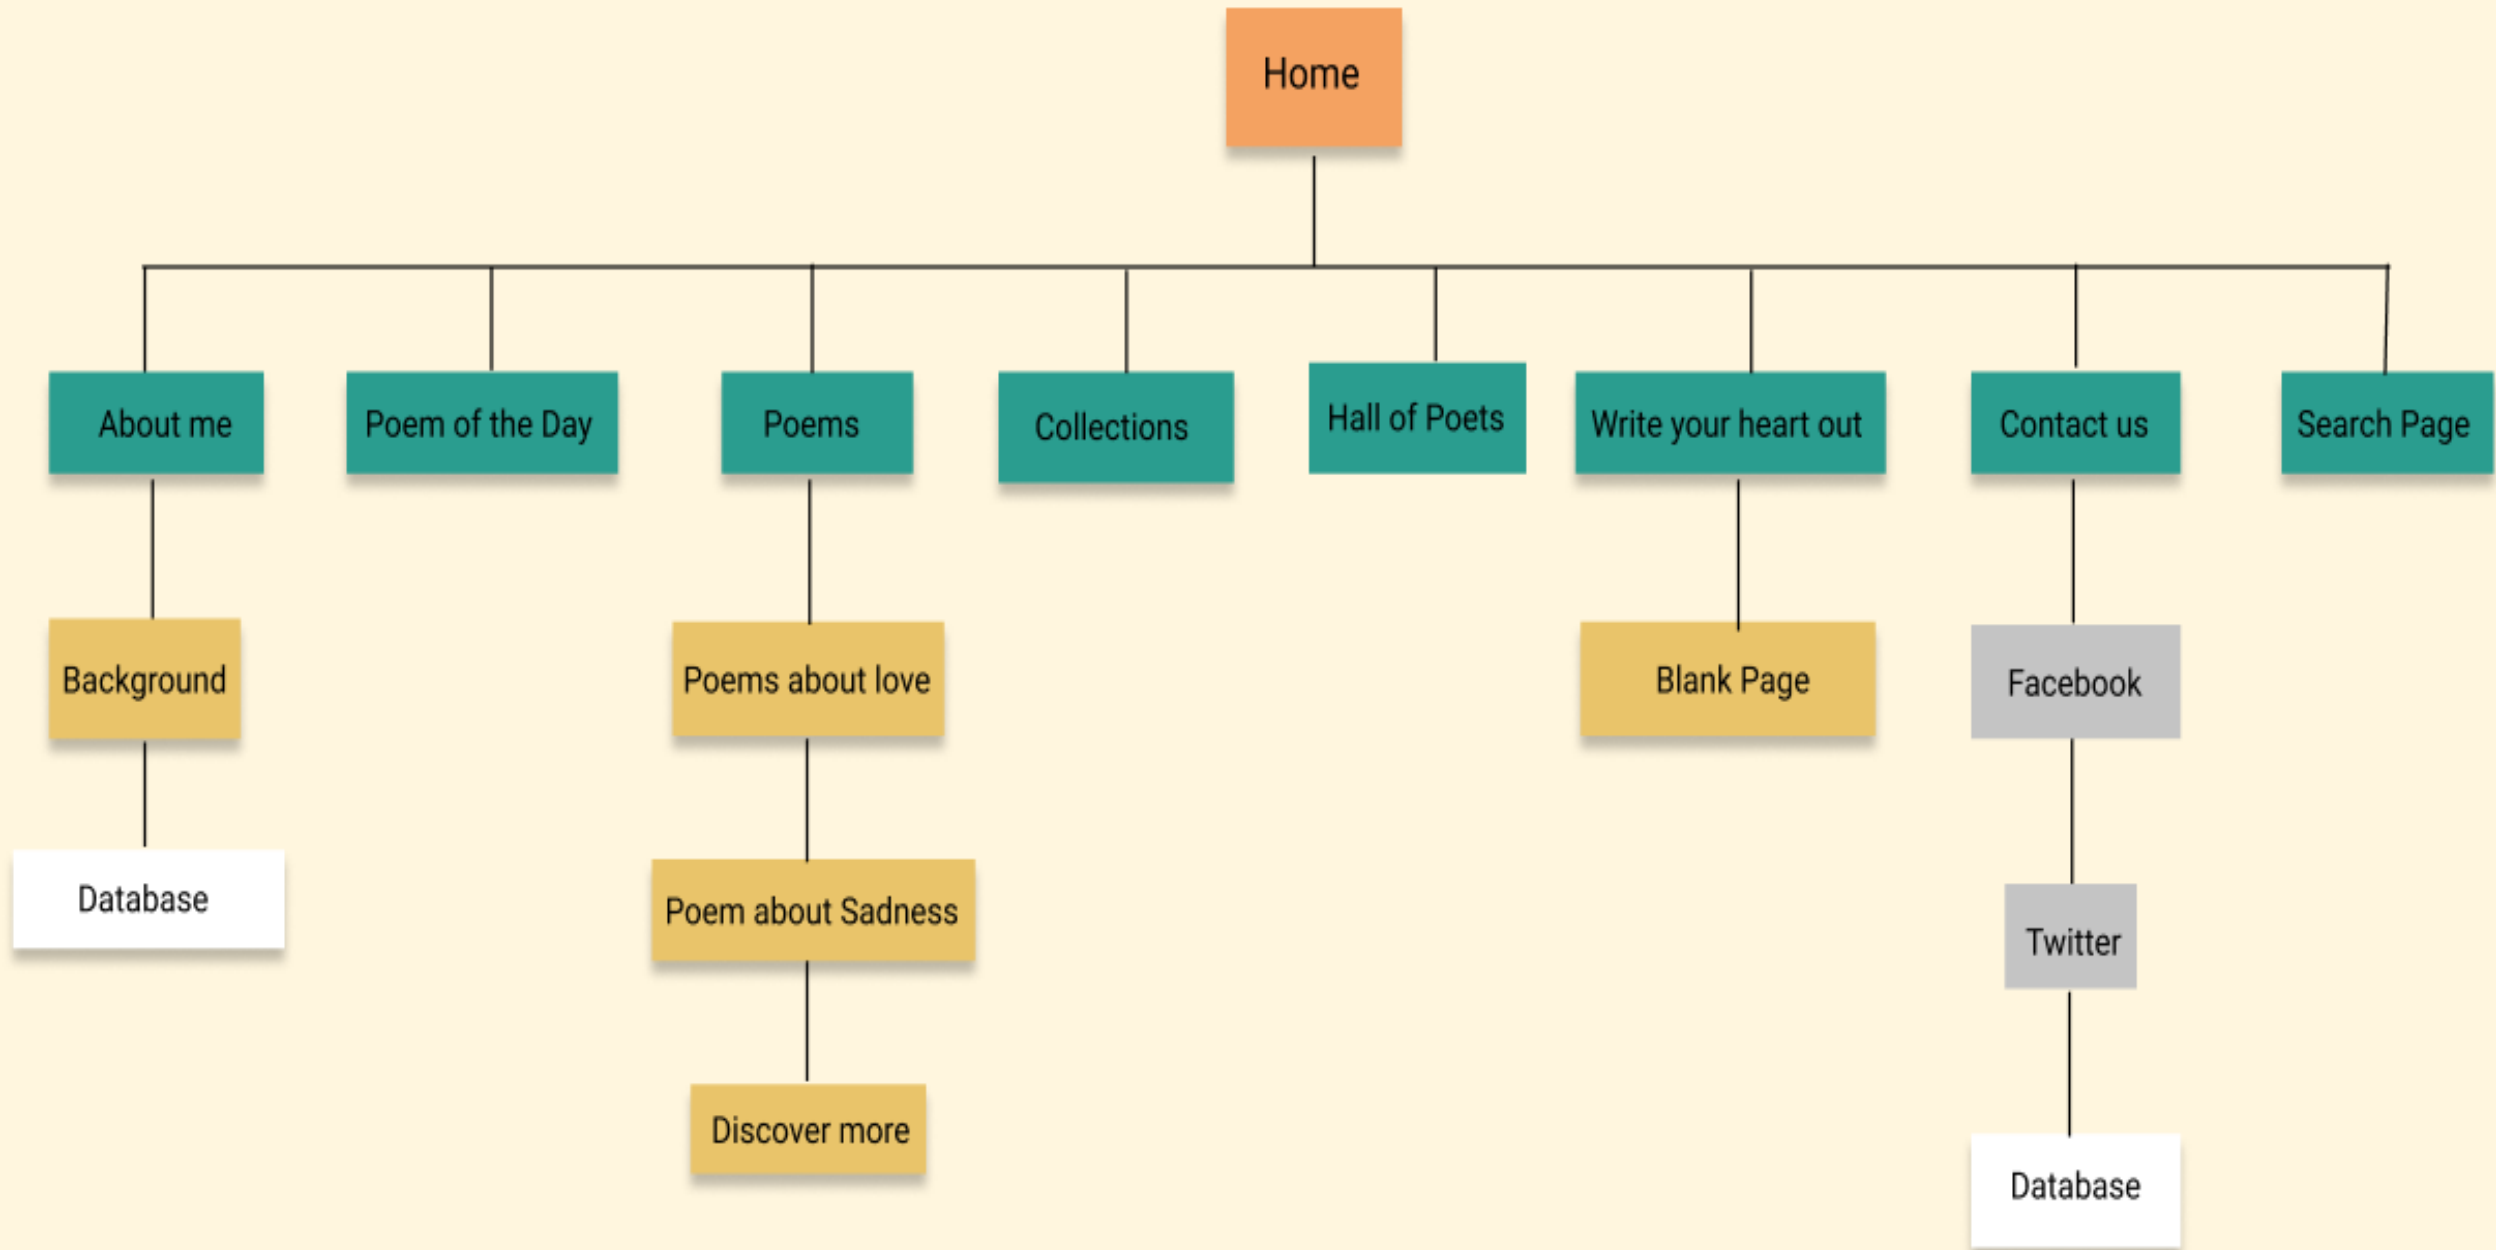 Home
About me
Poem of the Day
Poems
Collections
Hall of Poets
Write your heart out
Contact us
Search Page
Background
Poems about love
Blank Page
Facebook
Database
Poem about Sadness
Twitter
Discover more
Database